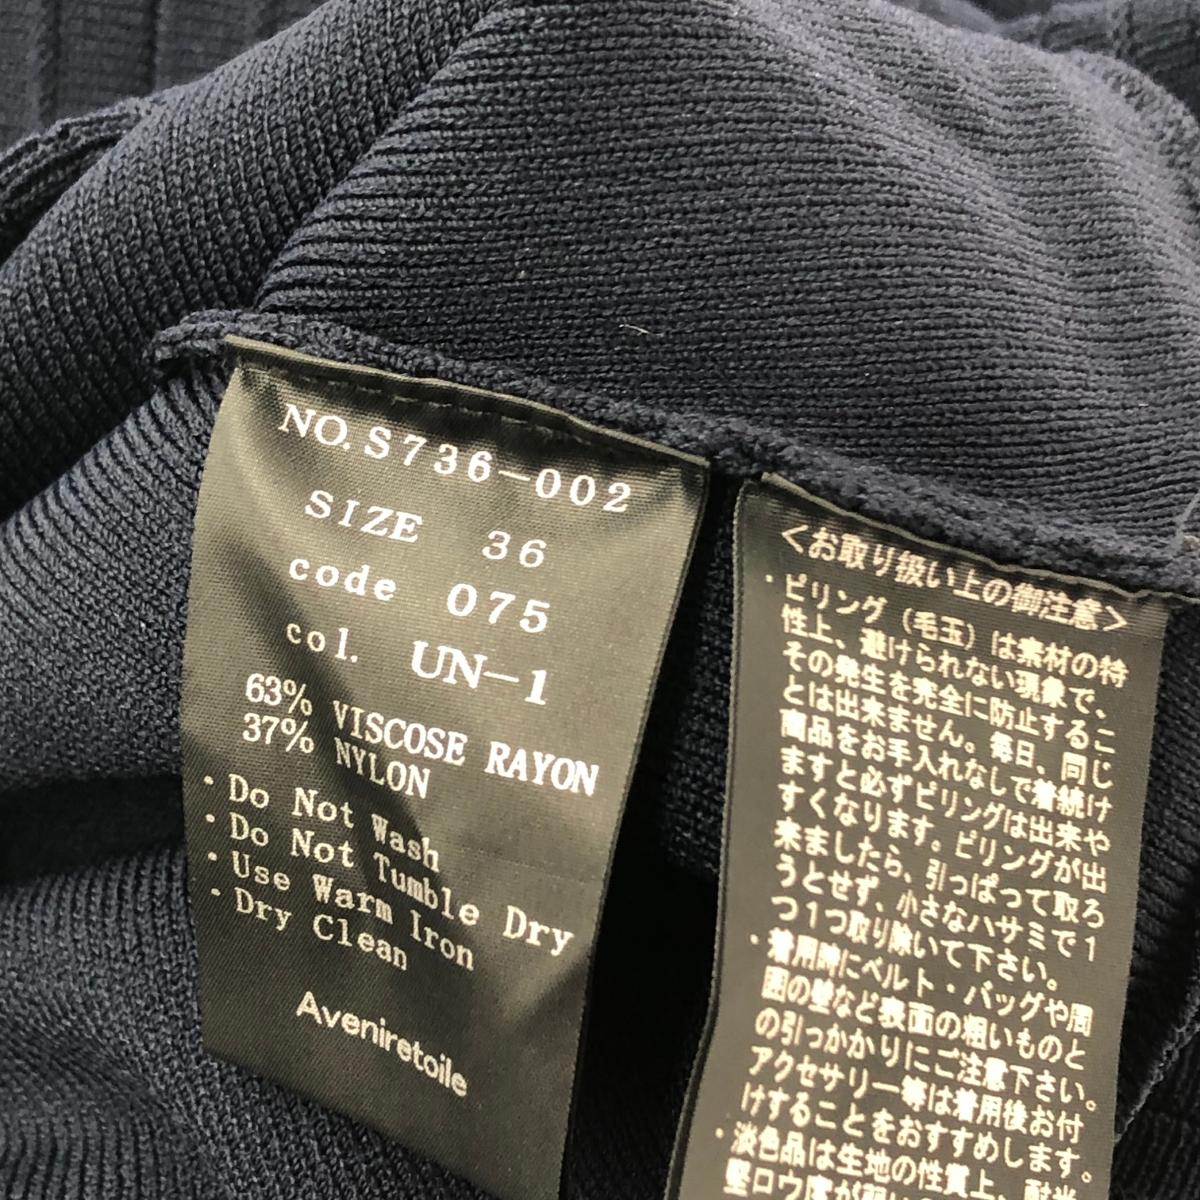 NO.S736-002
SIZE 36
code 075
col. UN-1
63% VISCOSE RAYON
37% NYLON
・Do Not Wash
・Do Not Tumble Dry
・Use Warm Iron
・Dry Clean
Aveniretoile
<お取り扱い上の御注意>
・ピリング(毛玉)は素材の特
性上、避けられない現象で、
その発生を完全に防止するこ
とは出来ません。毎日、同じ
商品をお手入れなしで着続け
ますと必ずピリングは出来や
すくなります。ピリングが出
来ましたら、引っぱって取ろ
うとせず、小さなハサミで1
つ1つ取り除いて下さい。
・着用時にベルト・バッグや周
囲の壁など表面の粗いものと
の引っかかりにご注意下さい。
アクセサリー等は着用後お付
けすることをおすすめします。
・淡色品は生地の性質上、耐光
堅ロウ度が